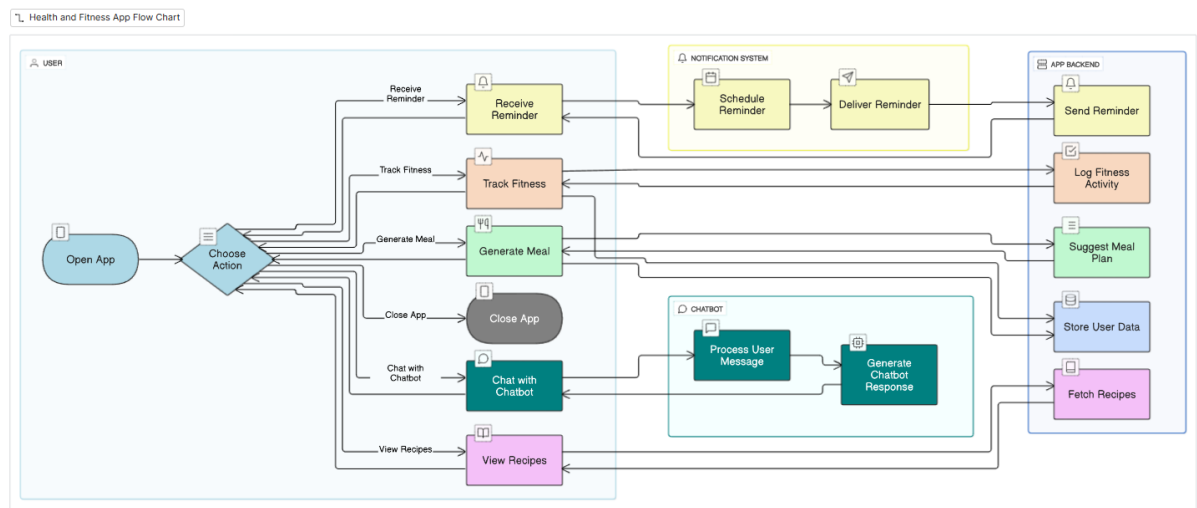 Health and Fitness App Flow Chart
USER
NOTIFICATION SYSTEM
APP BACKEND
Receive
Reminder
Receive
Reminder
Schedule
Reminder
Deliver Reminder
Send Reminder
Track Fitness
Track Fitness
Log Fitness
Activity
Open App
Choose
Action
Generate Meal
Generate Meal
Suggest Meal
Plan
Close App
Close App
CHATBOT
Store User Data
Process User
Message
Generate
Chatbot
Response
Chat with
Chatbot
Chat with
Chatbot
Fetch Recipes
View Recipes
View Recipes